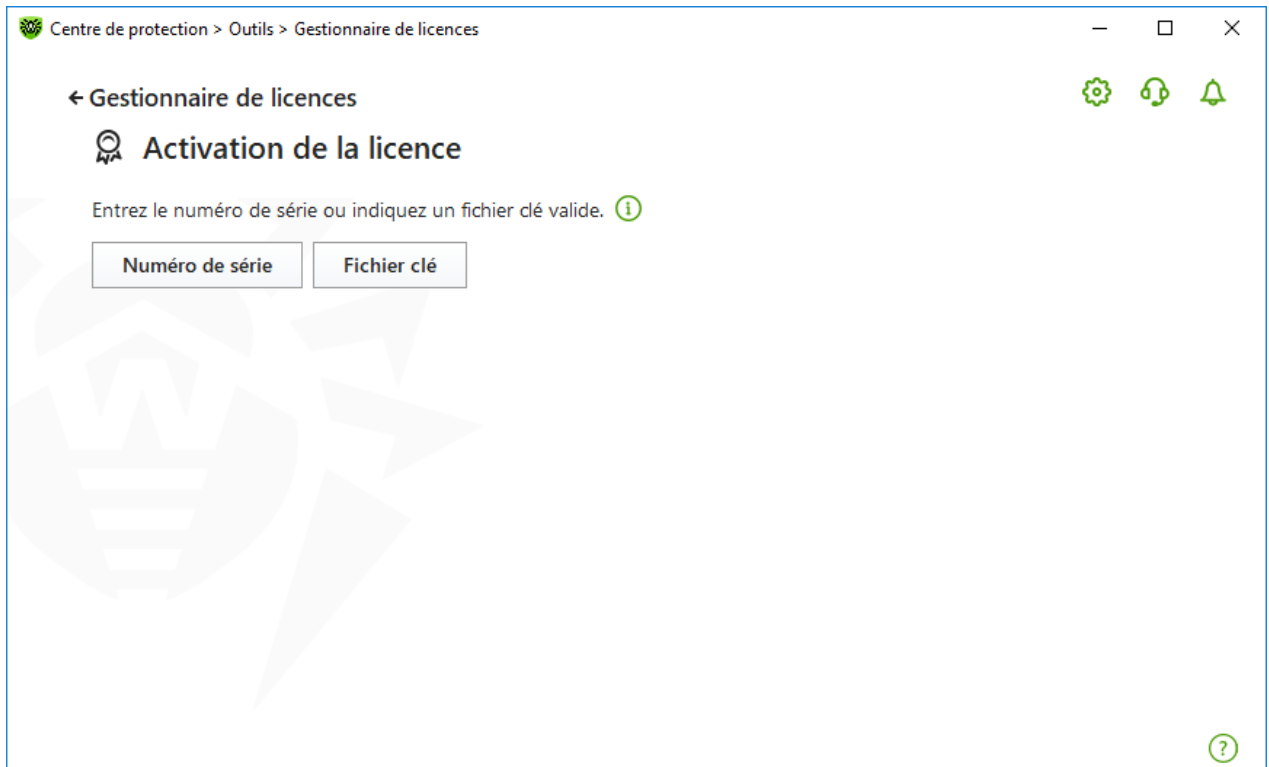 Centre de protection > Outils > Gestionnaire de licences
Gestionnaire de licences
Activation de la licence
Entrez le numéro de série ou indiquez un fichier clé valide.
Numéro de série
Fichier clé